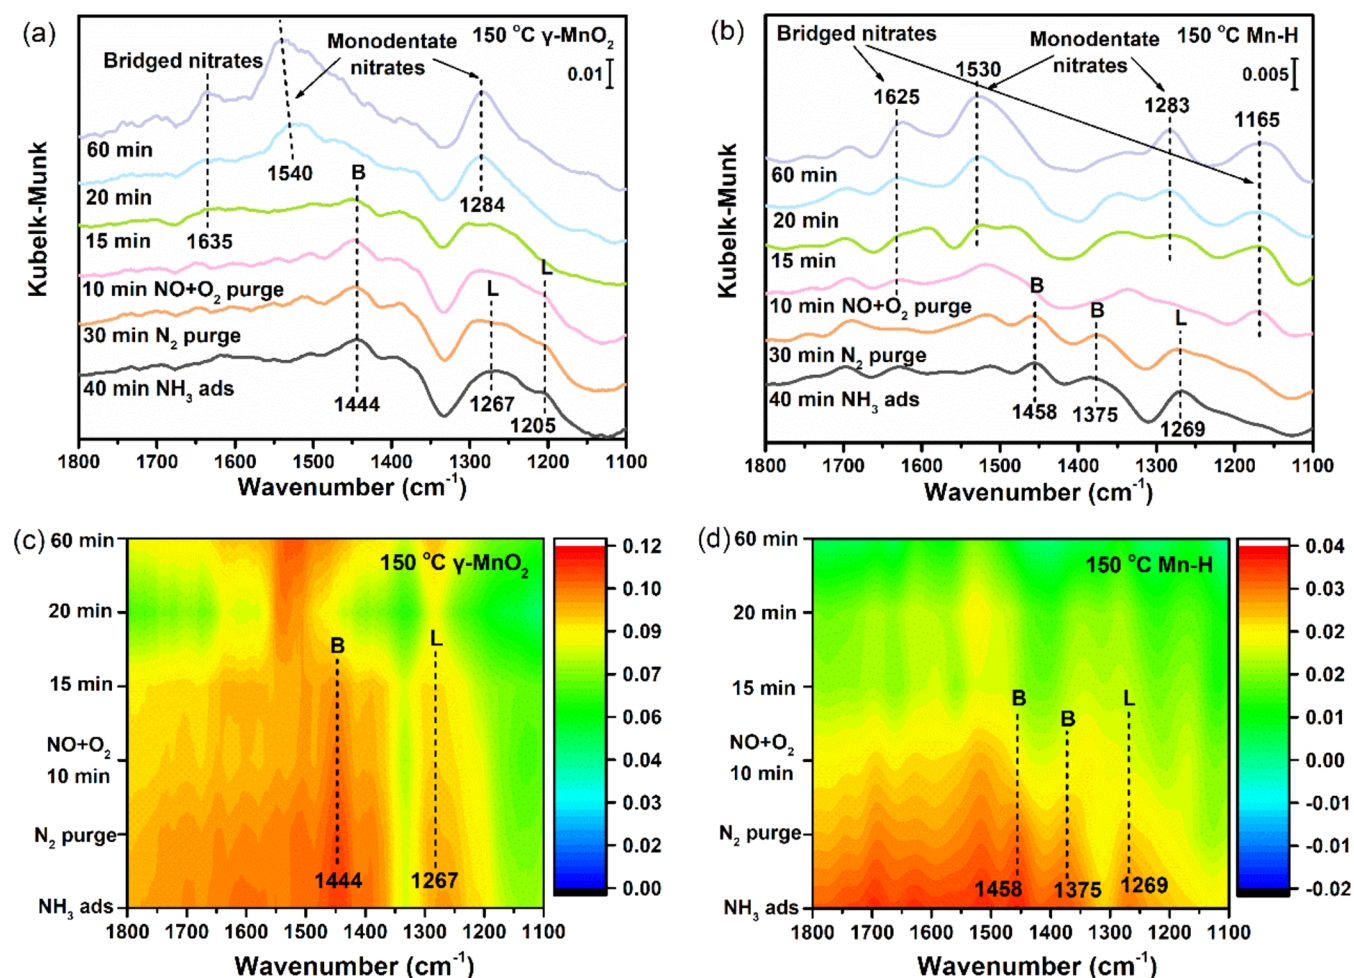 (a)
150 °C γ-MnO₂
0.01
Bridged nitrates
Monodentate
nitrates
60 min
20 min
15 min
10 min NO+O₂ purge
30 min N₂ purge
40 min NH₃ ads
1540
B
1284
1635
L
L
1444
1267
1205
Kubelk-Munk
1800 1700 1600 1500 1400 1300 1200 1100
Wavenumber (cm⁻¹)
(b)
150 °C Mn-H
0.005
Bridged nitrates
Monodentate
nitrates
1530
1625
1283
1165
60 min
20 min
15 min
10 min NO+O₂ purge
30 min N₂ purge
40 min NH₃ ads
B
B
L
1458
1375
1269
Kubelk-Munk
1800 1700 1600 1500 1400 1300 1200 1100
Wavenumber (cm⁻¹)
(c)
150 °C γ-MnO₂
60 min
20 min
15 min
NO+O₂
10 min
N₂ purge
NH₃ ads
B
L
1444
1267
1800 1700 1600 1500 1400 1300 1200 1100
Wavenumber (cm⁻¹)
0.12
0.10
0.09
0.07
0.06
0.04
0.03
0.02
0.00
(d)
150 °C Mn-H
60 min
20 min
15 min
NO+O₂
10 min
N₂ purge
NH₃ ads
B
B
L
1458
1375
1269
1800 1700 1600 1500 1400 1300 1200 1100
Wavenumber (cm⁻¹)
0.04
0.03
0.02
0.02
0.01
0.00
-0.01
-0.01
-0.02